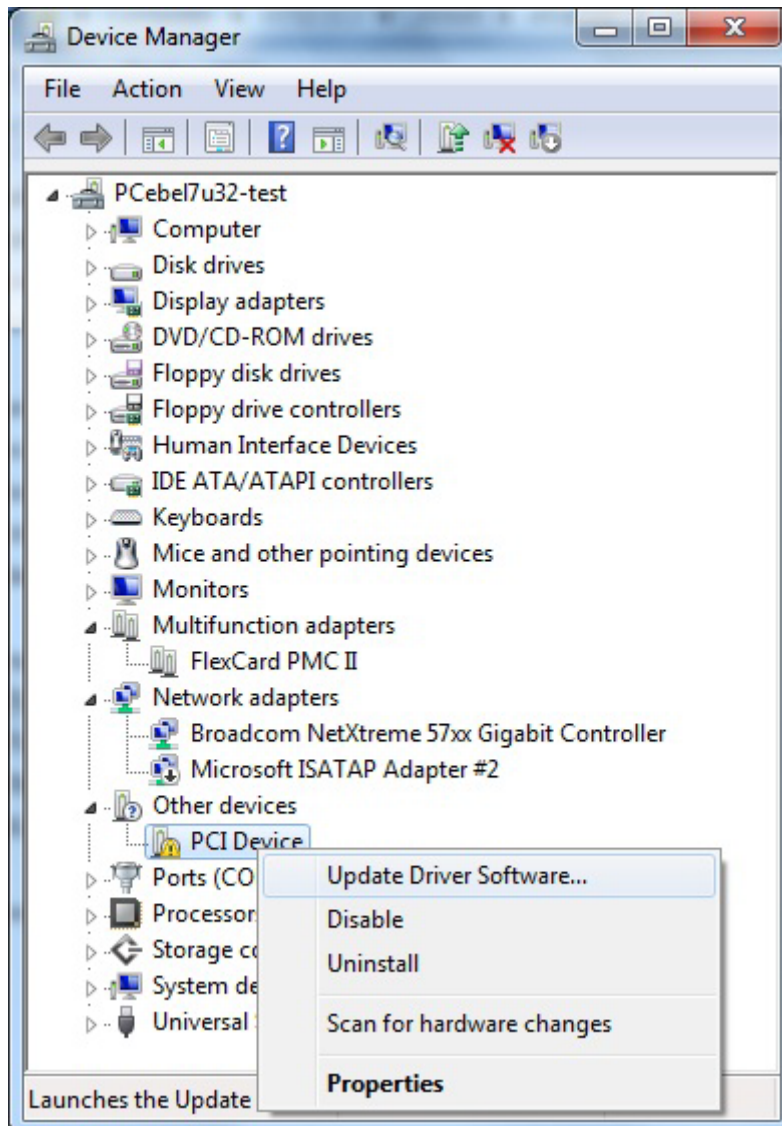 Device Manager
File Action View Help
PCebel7u32-test
Computer
Disk drives
Display adapters
DVD/CD-ROM drives
Floppy disk drives
Floppy drive controllers
Human Interface Devices
IDE ATA/ATAPI controllers
Keyboards
Mice and other pointing devices
Monitors
Multifunction adapters
FlexCard PMC II
Network adapters
Broadcom NetXtreme 57xx Gigabit Controller
Microsoft ISATAP Adapter #2
Other devices
PCI Device
Ports (CO
Update Driver Software...
Processor
Disable
Storage co
Uninstall
System de
Universal
Scan for hardware changes
Properties
Launches the Update